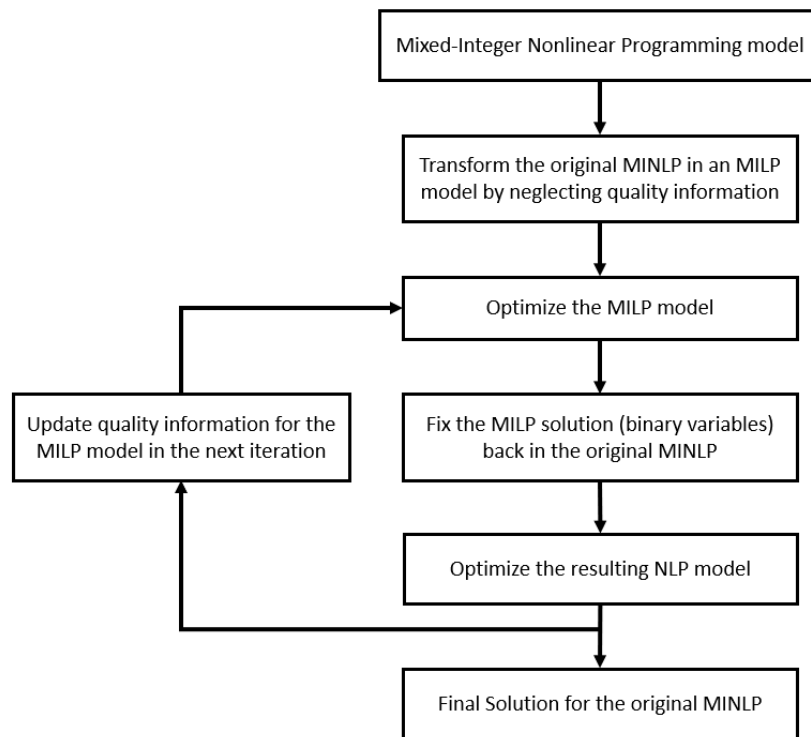 Mixed-Integer Nonlinear Programming model
Transform the original MINLP in an MILP
model by neglecting quality information
Optimize the MILP model
Update quality information for the
MILP model in the next iteration
Fix the MILP solution (binary variables)
back in the original MINLP
Optimize the resulting NLP model
Final Solution for the original MINLP